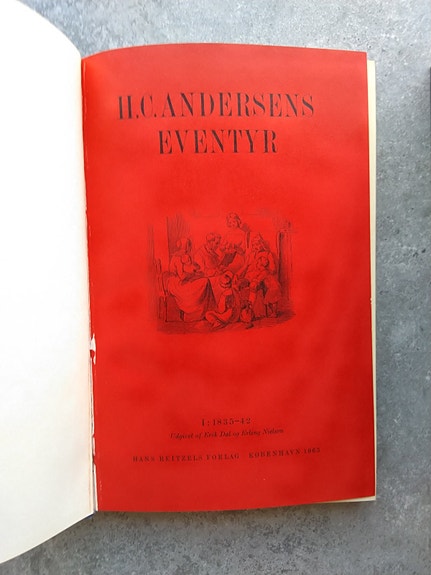 H.C.ANDERSENS
EVENTYR
I: 1835-42
Udgivet af Erik Dal og Erling Nielsen
HANS REITZELS FORLAG · KØBENHAVN 1963